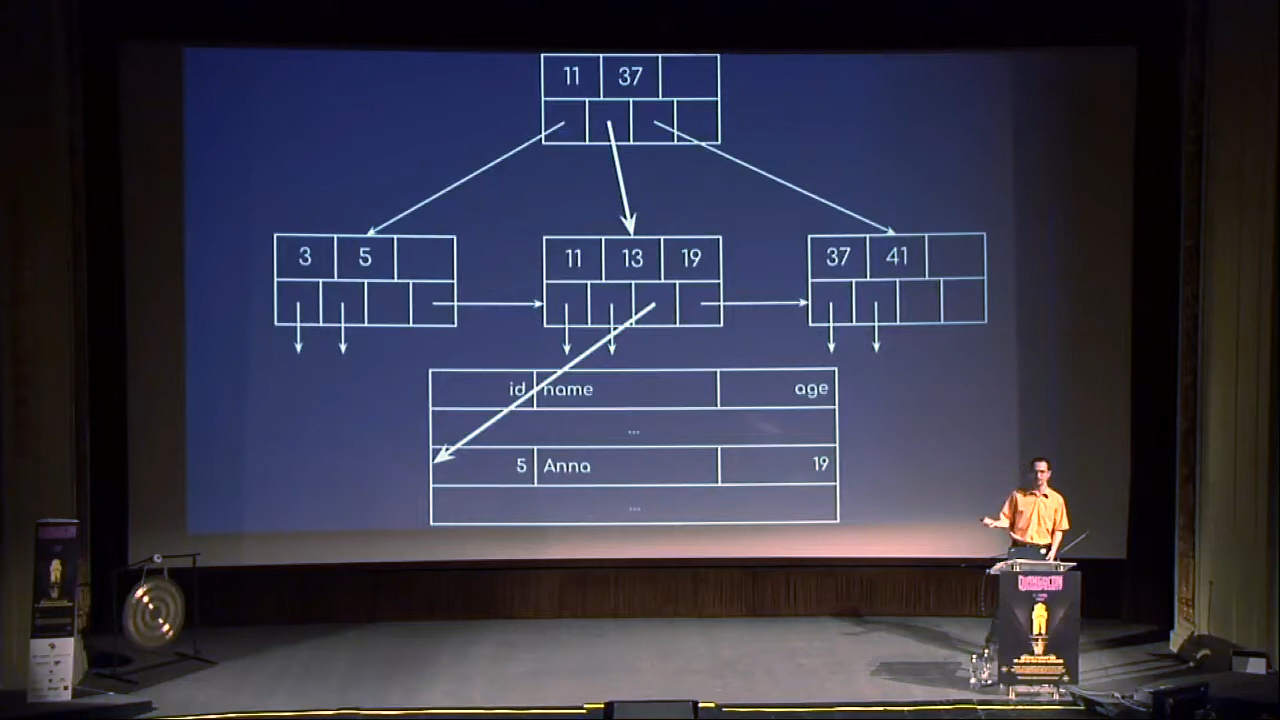 11 37
3 5
11 13 19
37 41
id name age
...
5 Anna 19
...